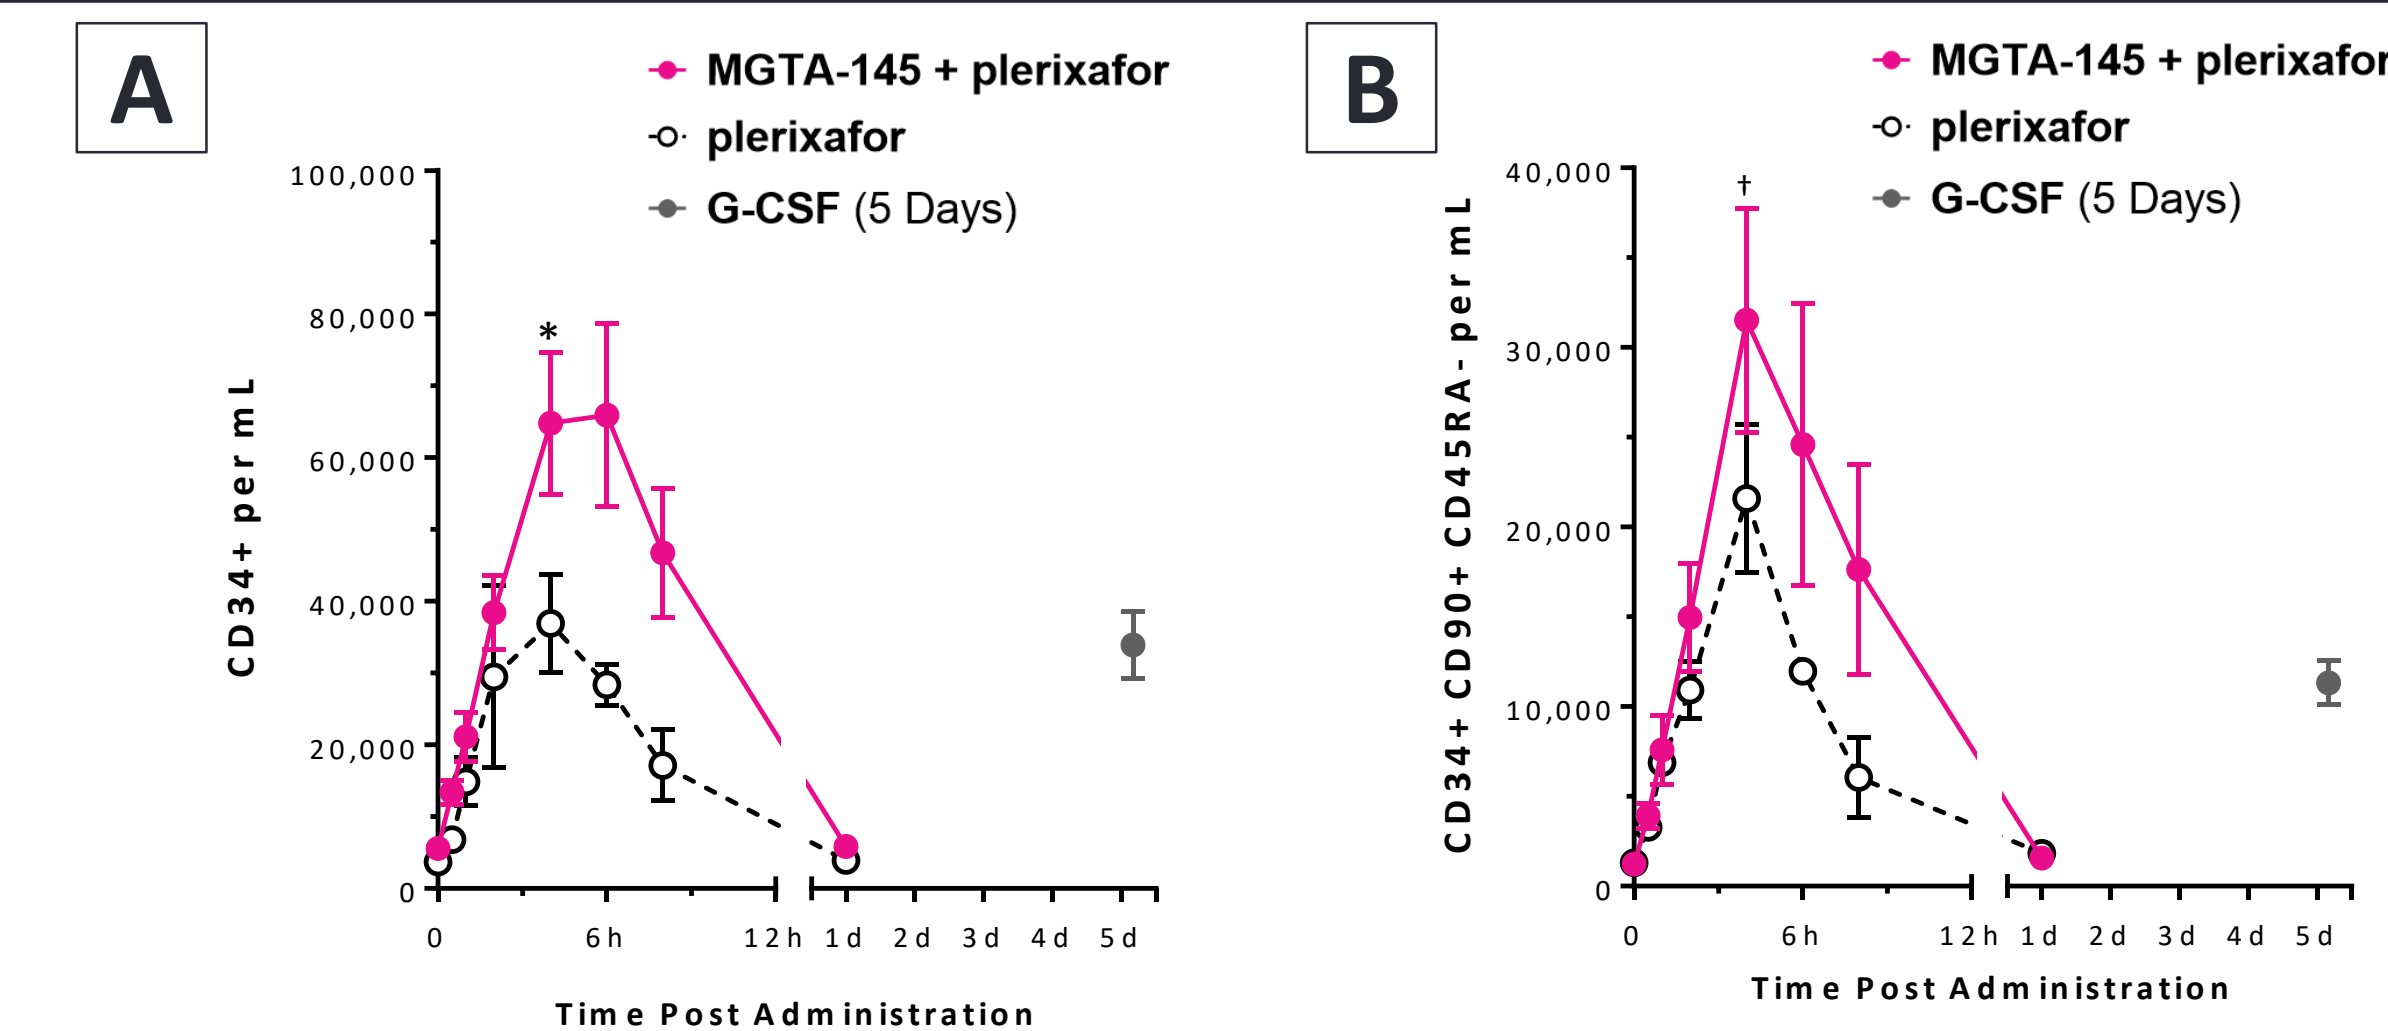 A
MGTA-145 + plerixafor
plerixafor
G-CSF (5 Days)
100,000
80,000
60,000
40,000
20,000
0
CD34+ per mL
*
0 6h 12h 1d 2d 3d 4d 5d
Time Post Administration
B
MGTA-145 + plerixafor
plerixafor
G-CSF (5 Days)
40,000
30,000
20,000
10,000
0
CD34+ CD90+ CD45RA- per mL
†
0 6h 12h 1d 2d 3d 4d 5d
Time Post Administration